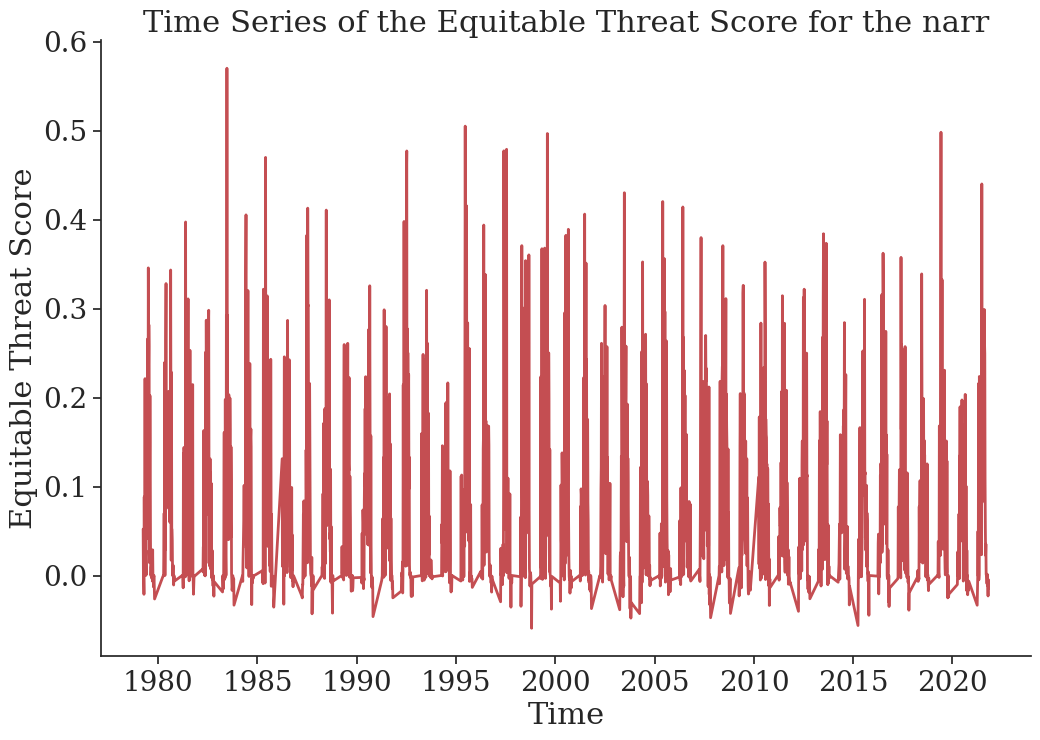 Time Series of the Equitable Threat Score for the narr
Equitable Threat Score
0.6
0.5
0.4
0.3
0.2
0.1
0.0
1980 1985 1990 1995 2000 2005 2010 2015 2020
Time